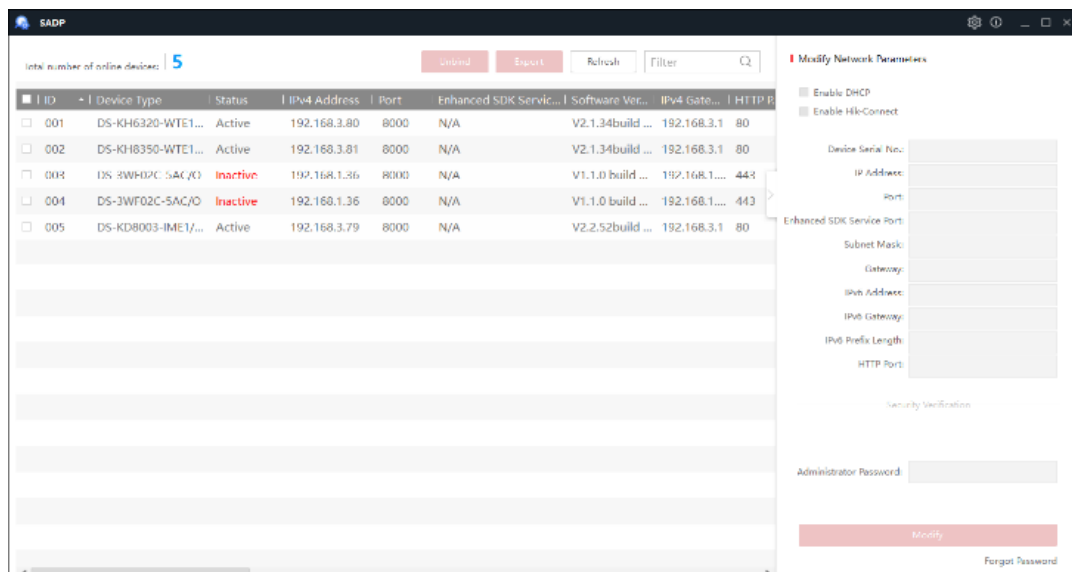 SADP
Total number of online devices: 5
Unbind Export Refresh Filter
ID Device Type Status IPv4 Address Port Enhanced SDK Servic... Software Ver... IPv4 Gate... HTTP P
001 DS-KH6320-WTE1... Active 192.168.3.80 8000 N/A V2.1.34build ... 192.168.3.1 80
002 DS-KH8350-WTE1... Active 192.168.3.81 8000 N/A V2.1.34build ... 192.168.3.1 80
003 DS-3WF02C-5AC/O Inactive 192.168.1.36 8000 N/A V1.1.0 build ... 192.168.1.... 443
004 DS-3WF02C-5AC/O Inactive 192.168.1.36 8000 N/A V1.1.0 build ... 192.168.1.... 443
005 DS-KD8003-IME1/... Active 192.168.3.79 8000 N/A V2.2.52build ... 192.168.3.1 80
Modify Network Parameters
Enable DHCP
Enable Hik-Connect
Device Serial No.:
IP Address:
Port:
Enhanced SDK Service Port:
Subnet Mask:
Gateway:
IPv6 Address:
IPv6 Gateway:
IPv6 Prefix Length:
HTTP Port:
Security Verification
Administrator Password:
Modify
Forgot Password